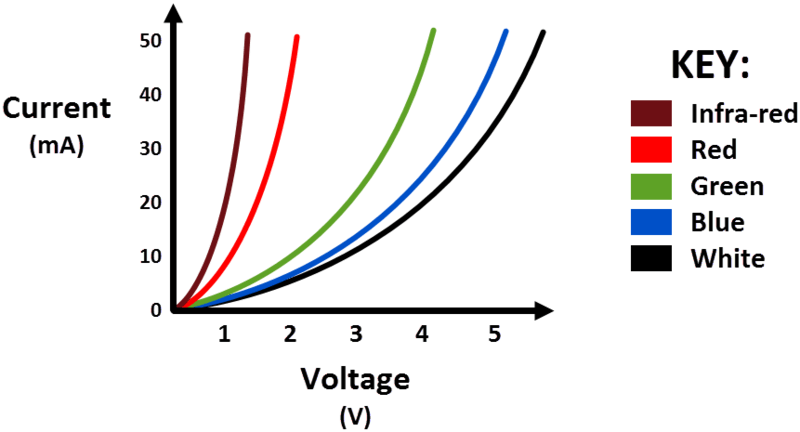 Current
(mA)
50
40
30
20
10
0
1 2 3 4 5
Voltage
(V)
KEY:
Infra-red
Red
Green
Blue
White